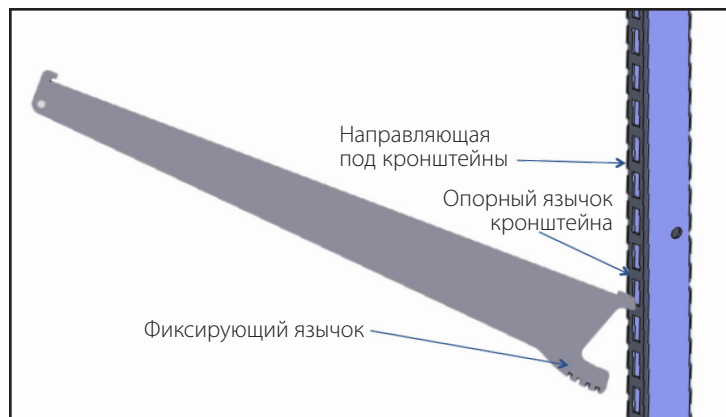 Направляющая
под кронштейны
Опорный язычок
кронштейна
Фиксирующий язычок